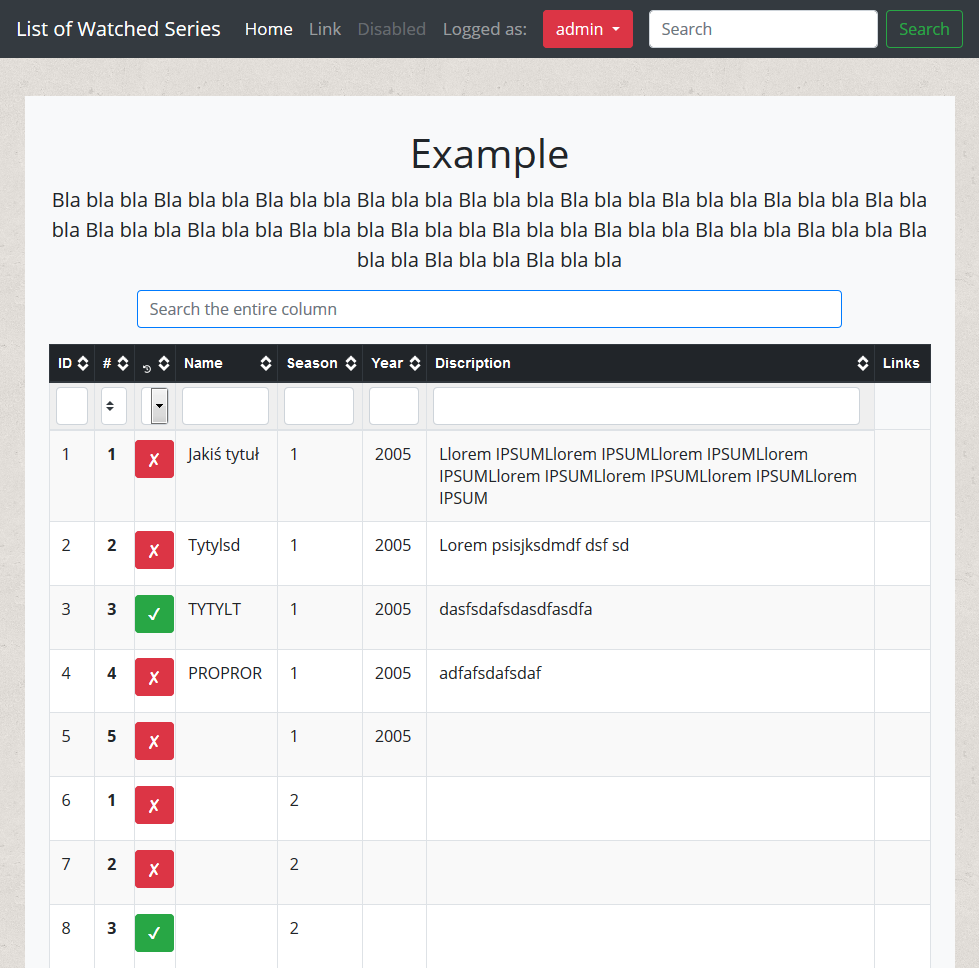 List of Watched Series Home Link Disabled Logged as: admin Search Search
Example
Bla bla bla Bla bla bla Bla bla bla Bla bla bla Bla bla bla Bla bla bla Bla bla bla Bla bla bla Bla bla
bla Bla bla bla Bla bla bla Bla bla bla Bla bla bla Bla bla bla Bla bla bla Bla bla bla Bla bla bla Bla
bla bla Bla bla bla Bla bla bla
Search the entire column
ID # Name Season Year Discription Links
1 1 ✗ Jakiś tytuł 1 2005 Llorem IPSUMLlorem IPSUMLlorem IPSUMLlorem
IPSUMLlorem IPSUMLlorem IPSUMLlorem IPSUMLlorem
IPSUM
2 2 ✗ Tytylsd 1 2005 Lorem psisjksdmdf dsf sd
3 3 ✓ TYTYLT 1 2005 dasfsdafsdasdfasdfa
4 4 ✗ PROPROR 1 2005 adfafsdafsdaf
5 5 ✗ 1 2005
6 1 ✗ 2
7 2 ✗ 2
8 3 ✓ 2